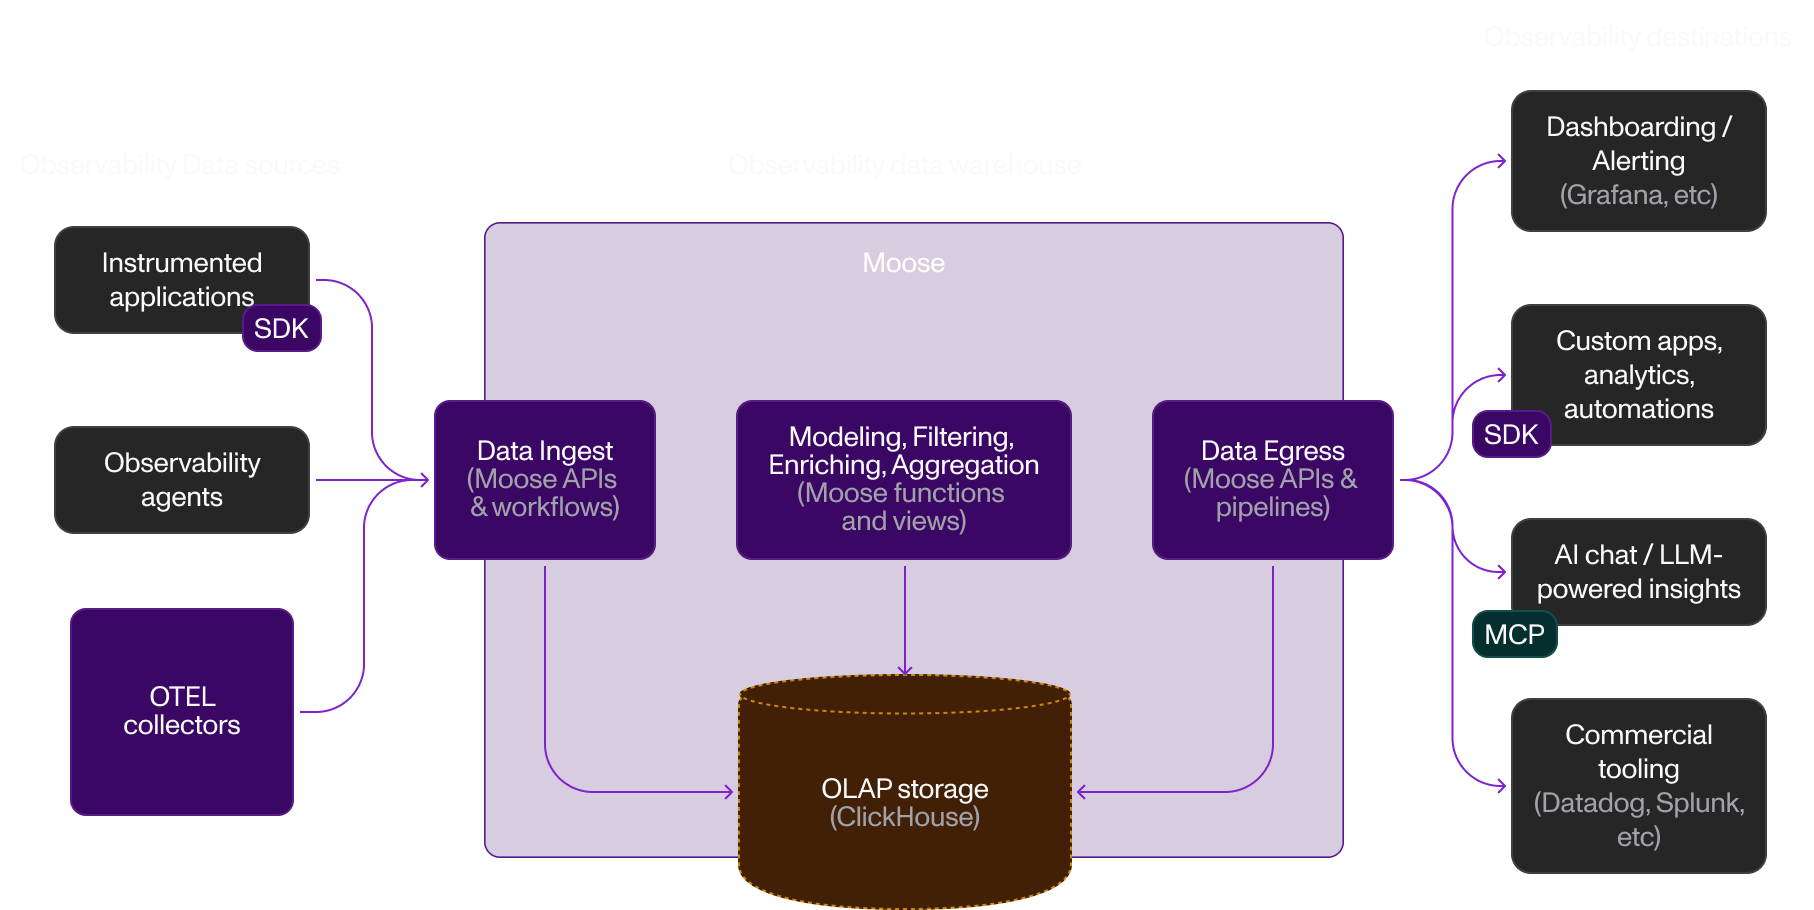 Observability Data sources
Instrumented
applications
SDK
Observability
agents
OTEL
collectors
Observability data warehouse
Moose
Data Ingest
(Moose APIs
& workflows)
Modeling, Filtering,
Enriching, Aggregation
(Moose functions
and views)
Data Egress
(Moose APIs &
pipelines)
OLAP storage
(ClickHouse)
Observability destinations
Dashboarding /
Alerting
(Grafana, etc)
Custom apps,
analytics,
automations
SDK
AI chat / LLM-
powered insights
MCP
Commercial
tooling
(Datadog, Splunk,
etc)